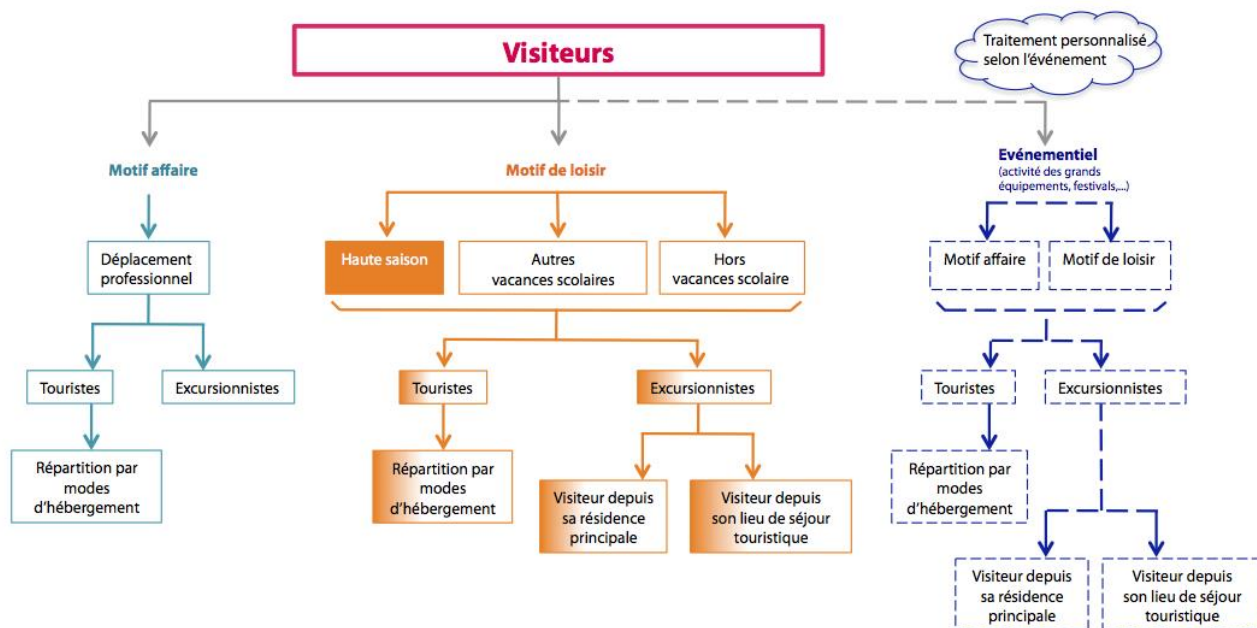 Visiteurs
Traitement personnalisé
selon l'événement
Motif affaire
Motif de loisir
Evénementiel
(activité des grands
équipements, festivals,...)
Déplacement
professionnel
Haute saison
Autres
vacances scolaires
Hors
vacances scolaire
Motif affaire
Motif de loisir
Touristes
Excursionnistes
Touristes
Excursionnistes
Touristes
Excursionnistes
Répartition par
modes
d'hébergement
Répartition par
modes
d'hébergement
Visiteur depuis
sa résidence
principale
Visiteur depuis
son lieu de séjour
touristique
Répartition par
modes
d'hébergement
Visiteur depuis
sa résidence
principale
Visiteur depuis
son lieu de séjour
touristique